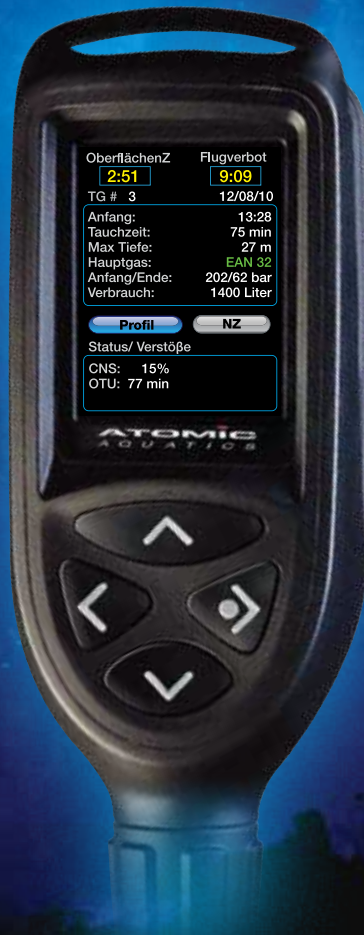 OberflächenZ Flugverbot
2:51 9:09
TG # 3 12/08/10
Anfang: 13:28
Tauchzeit: 75 min
Max Tiefe: 27 m
Hauptgas: EAN 32
Anfang/Ende: 202/62 bar
Verbrauch: 1400 Liter
Profil NZ
Status/ Verstöβe
CNS: 15%
OTU: 77 min
ATOMIC
AQUATICS